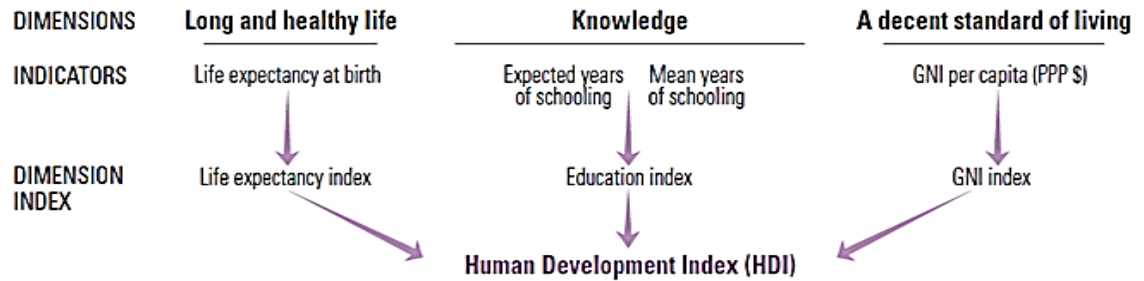 DIMENSIONS Long and healthy life Knowledge A decent standard of living
INDICATORS Life expectancy at birth Expected years of schooling Mean years of schooling GNI per capita (PPP $)
DIMENSION INDEX Life expectancy index Education index GNI index
Human Development Index (HDI)